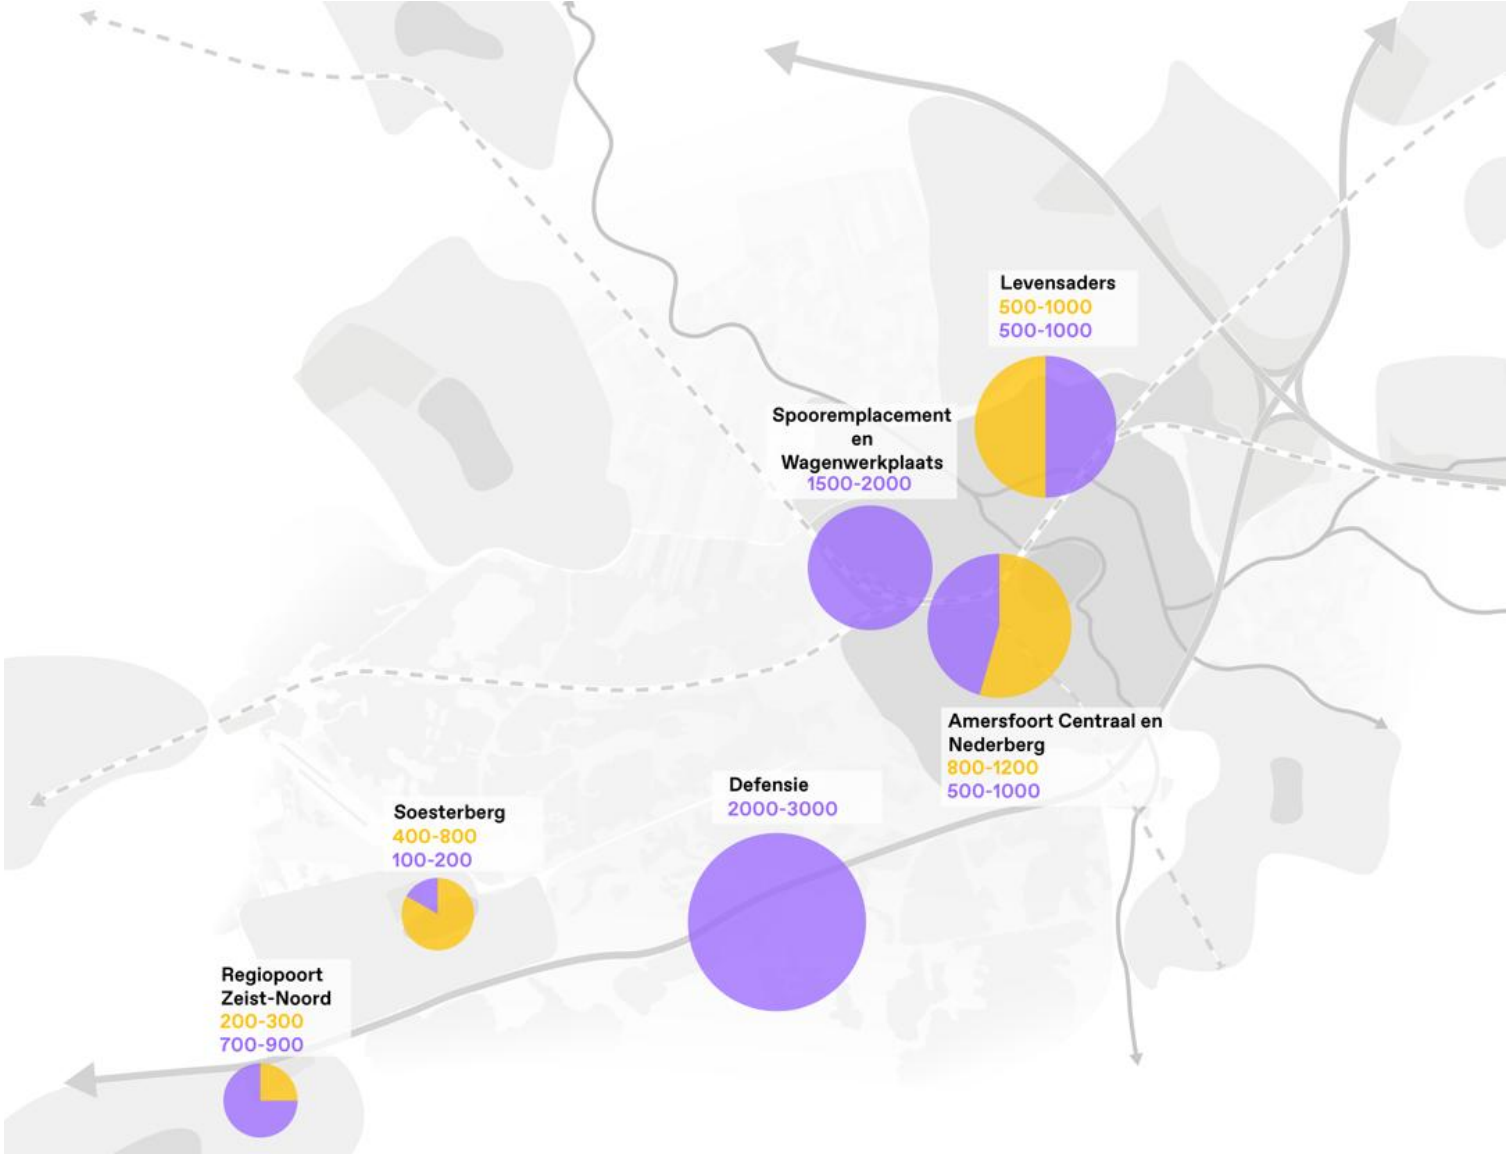 Levensaders
500-1000
500-1000
Spooremplacement
en
Wagenwerkplaats
1500-2000
Amersfoort Centraal en
Nederberg
800-1200
500-1000
Defensie
2000-3000
Soesterberg
400-800
100-200
Regiopoort
Zeist-Noord
200-300
700-900